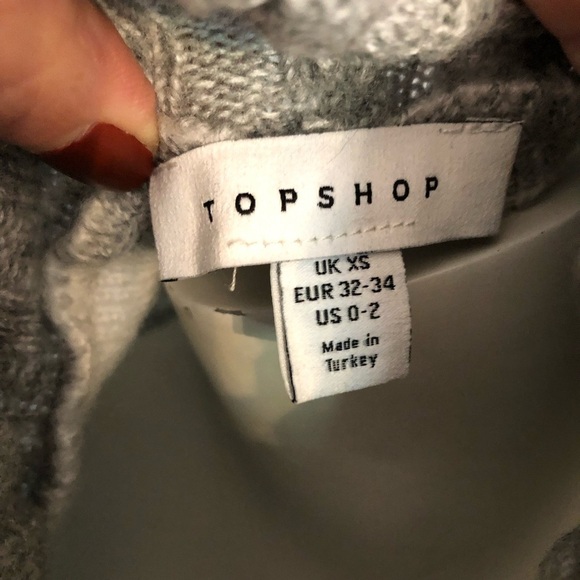 TOPSHOP
UK XS
EUR 32-34
US 0-2
Made in
Turkey